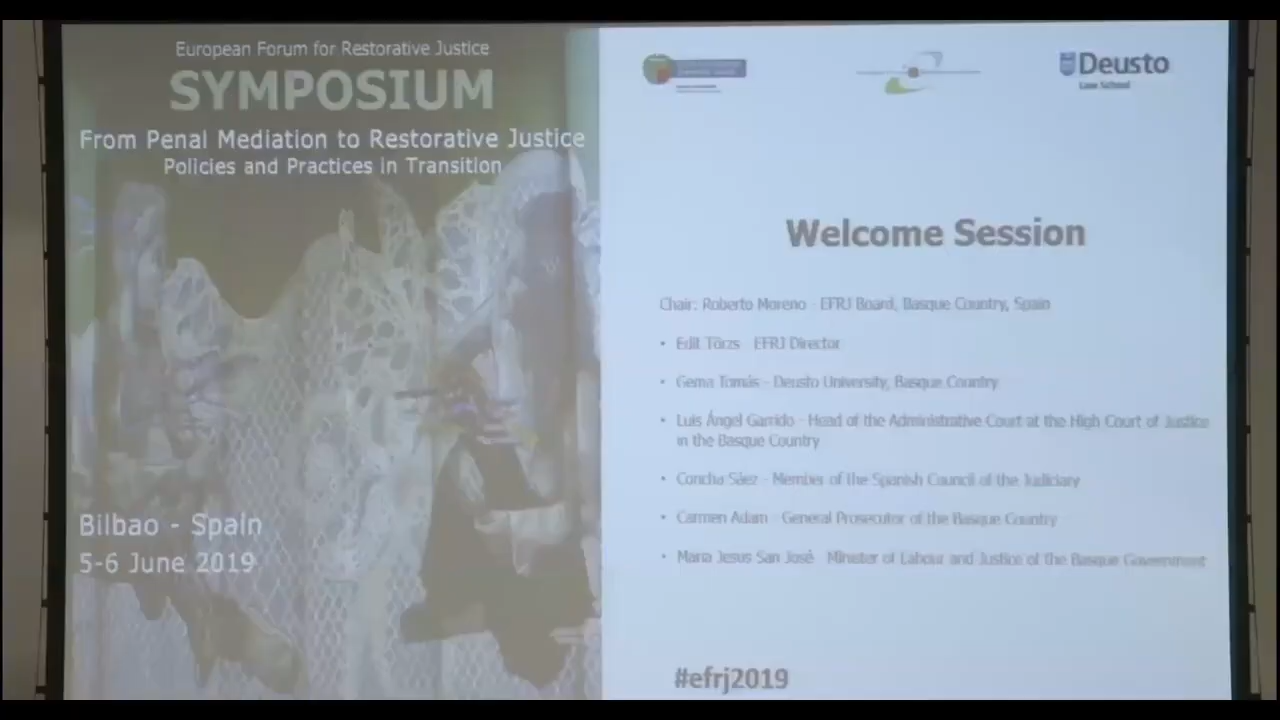 European Forum for Restorative Justice
SYMPOSIUM
From Penal Mediation to Restorative Justice
Policies and Practices in Transition
Bilbao - Spain
5-6 June 2019
Deusto
Law School
Welcome Session
Chair: Roberto Moreno - EFRJ Board, Basque Country, Spain
• Edit Törzs - EFRJ Director
• Gema Tomás - Deusto University, Basque Country
• Luis Ángel Garrido - Head of the Administrative Court at the High Court of Justice
in the Basque Country
• Concha Sáez - Member of the Spanish Council of the Judiciary
• Carmen Adam - General Prosecutor of the Basque Country
• Maria Jesus San José - Minister of Labour and Justice of the Basque Government
#efrj2019